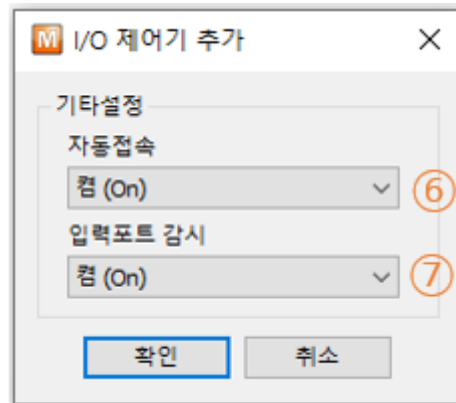 M I/O 제어기 추가
기타설정
자동접속
켬 (On) ⑥
입력포트 감시
켬 (On) ⑦
확인 취소